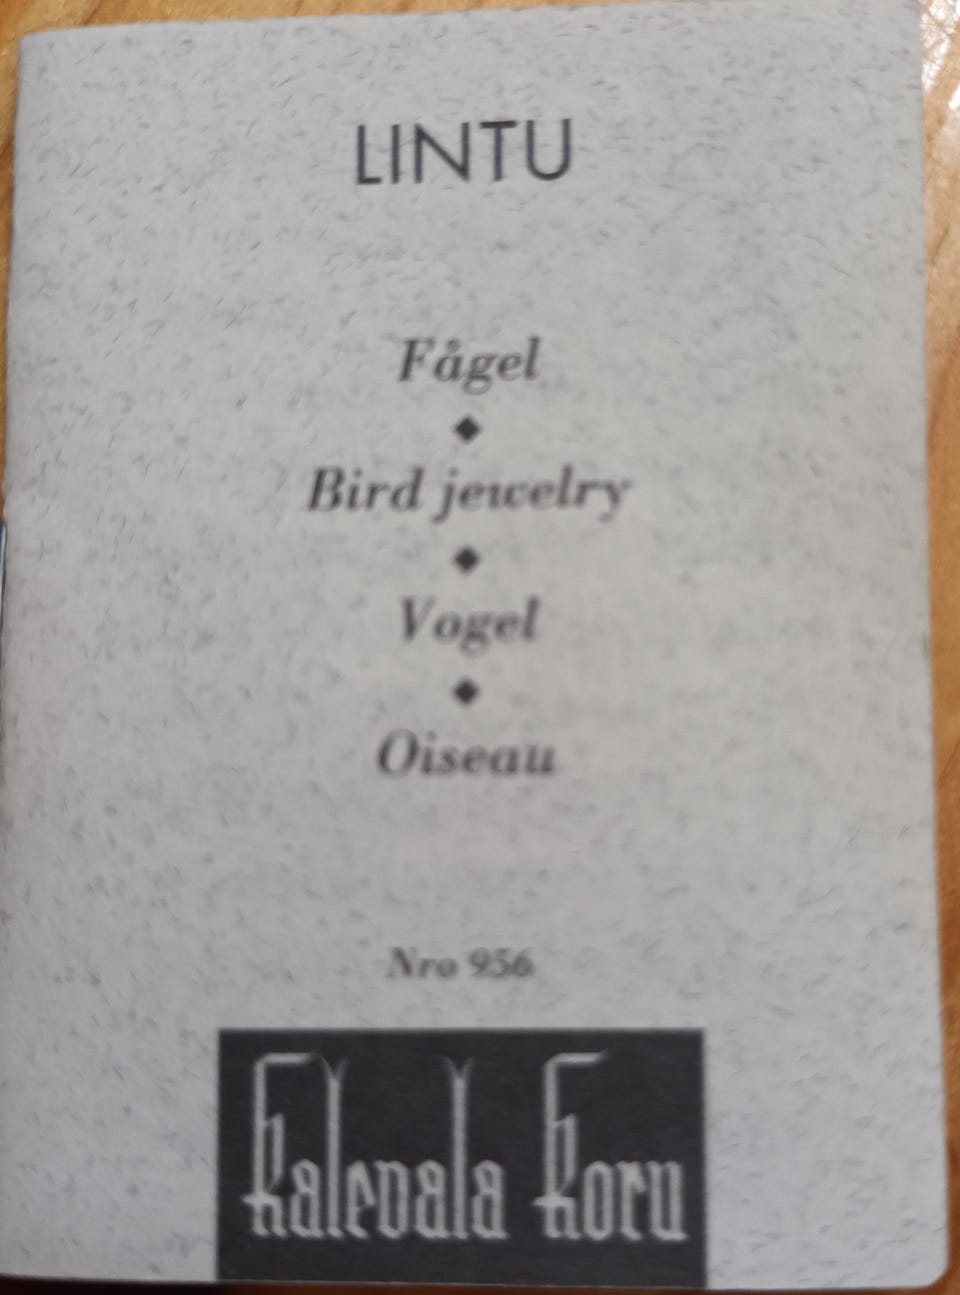 LINTU
Fågel
Bird jewelry
Vogel
Oiseau
Nro 956
Kalevala Koru